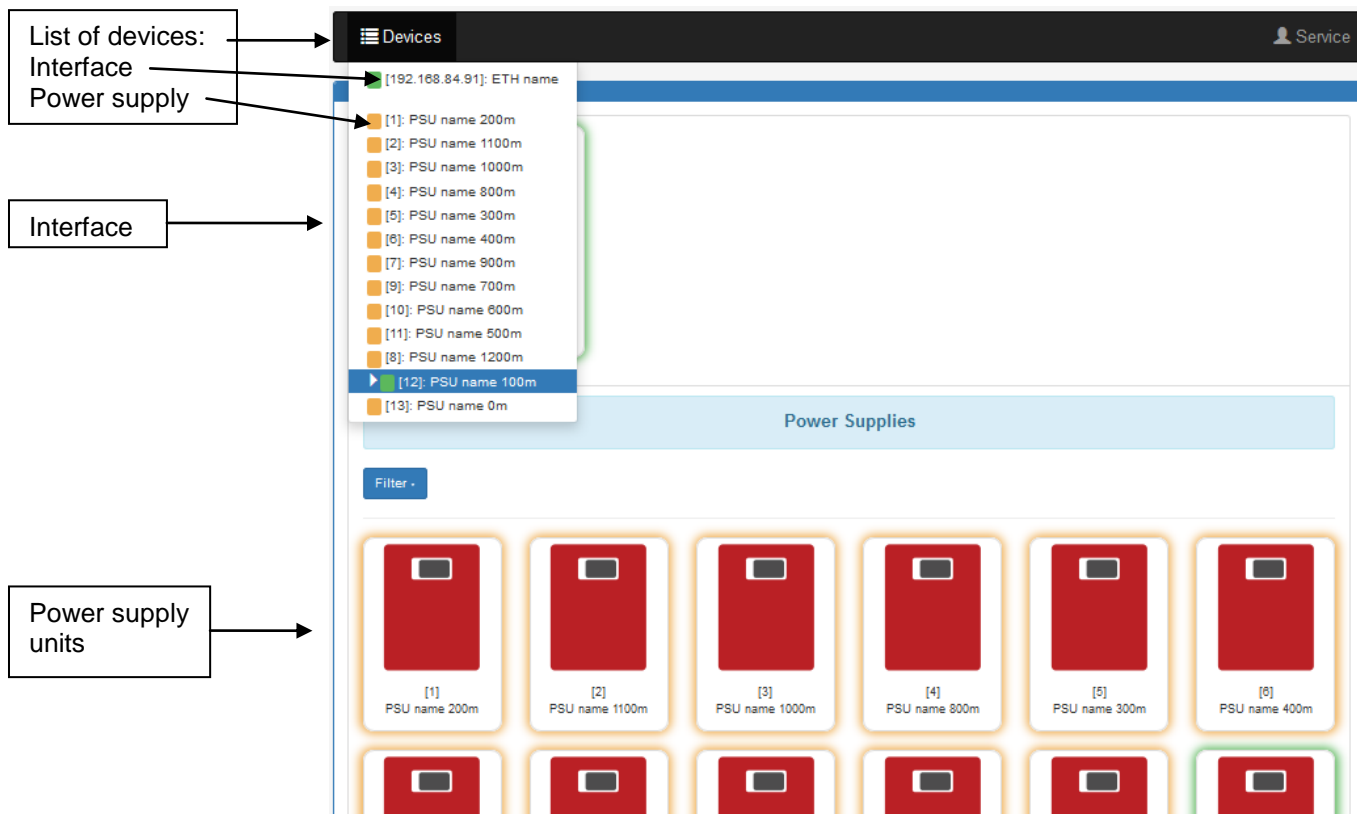 List of devices:
Interface
Power supply
Devices
Service
[192.168.84.91]: ETH name
[1]: PSU name 200m
[2]: PSU name 1100m
[3]: PSU name 1000m
[4]: PSU name 800m
[5]: PSU name 300m
[6]: PSU name 400m
[7]: PSU name 900m
[9]: PSU name 700m
[10]: PSU name 600m
[11]: PSU name 500m
[8]: PSU name 1200m
[12]: PSU name 100m
[13]: PSU name 0m
Interface
Power Supplies
Filter
Power supply
units
[1]
PSU name 200m
[2]
PSU name 1100m
[3]
PSU name 1000m
[4]
PSU name 800m
[5]
PSU name 300m
[6]
PSU name 400m